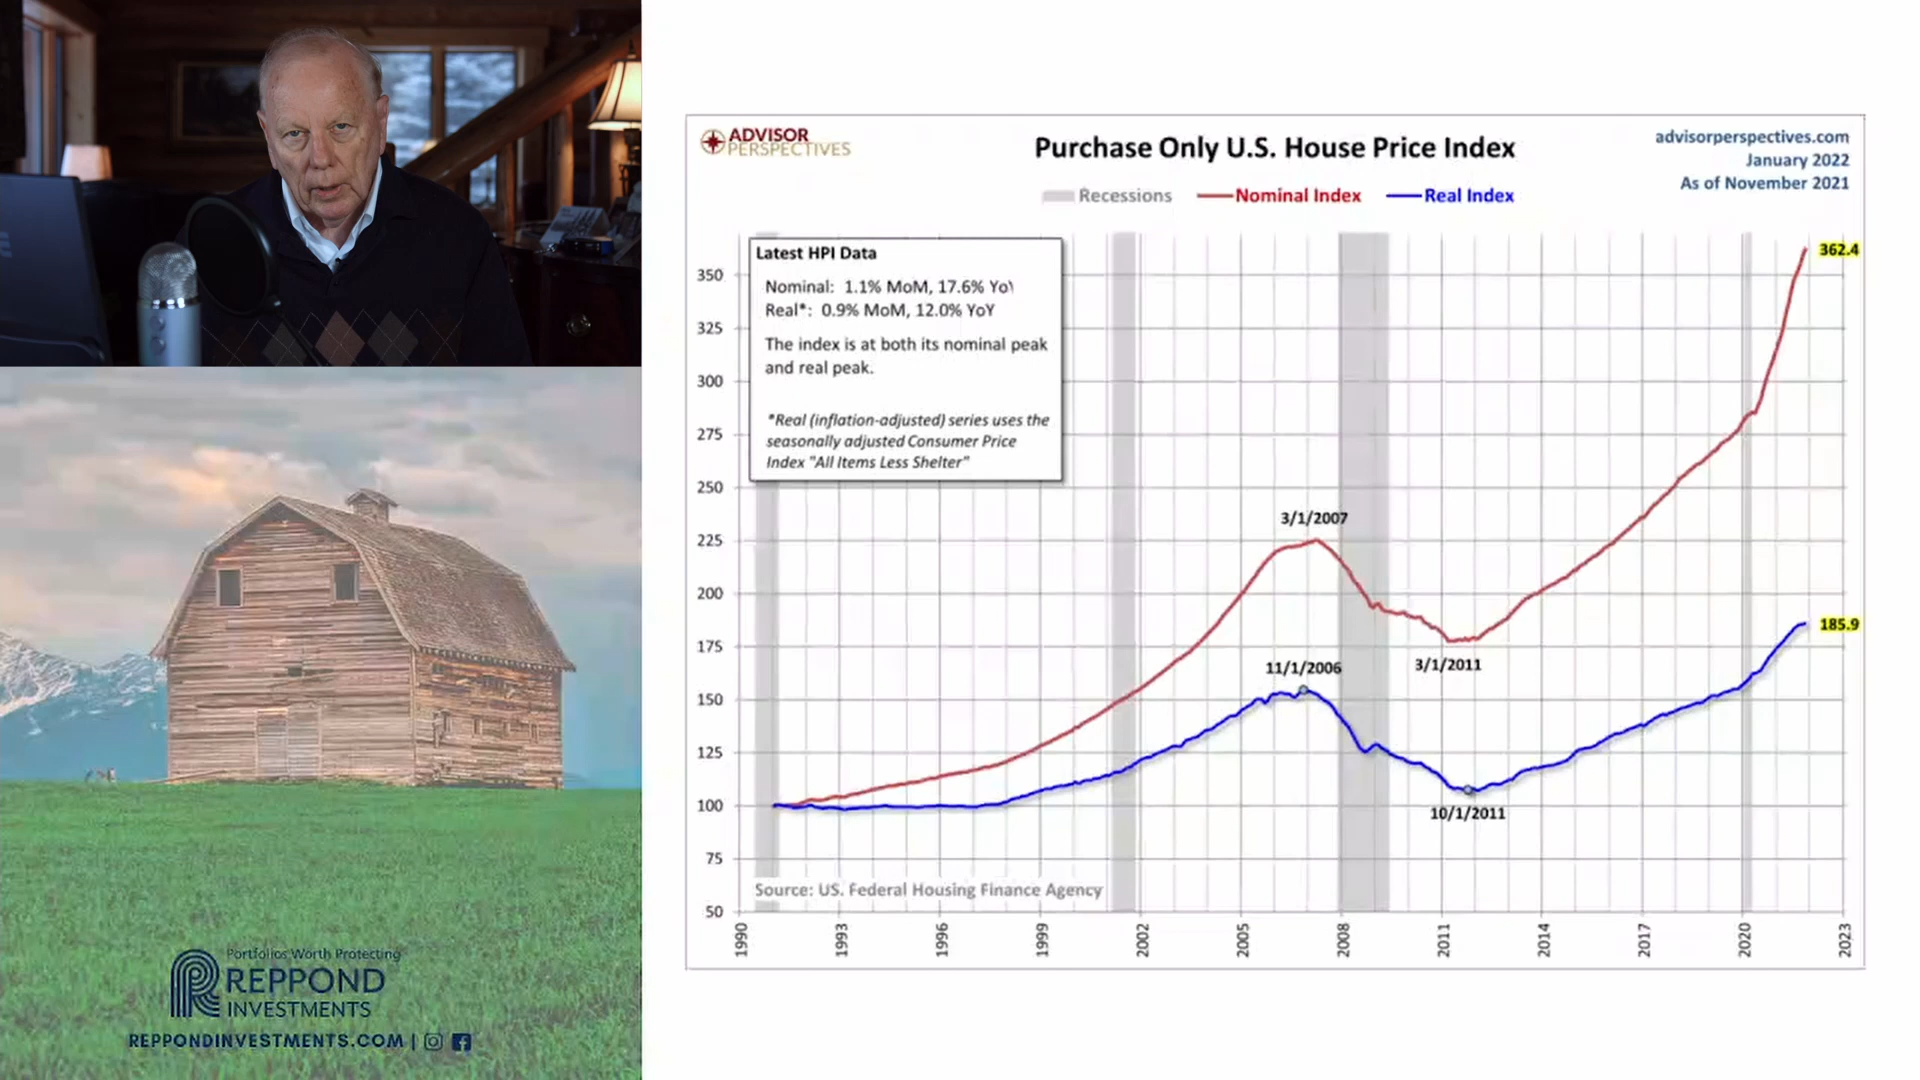 Portfolios Worth Protecting
REPPOND
INVESTMENTS
REPPONDINVESTMENTS.COM |
ADVISOR
PERSPECTIVES
Purchase Only U.S. House Price Index
advisorperspectives.com
January 2022
As of November 2021
Recessions
Nominal Index
Real Index
Latest HPI Data
Nominal: 1.1% MoM, 17.6% Yo
Real*: 0.9% MoM, 12.0% YoY
The index is at both its nominal peak
and real peak.
*Real (inflation-adjusted) series uses the
seasonally adjusted Consumer Price
Index "All Items Less Shelter"
362.4
185.9
3/1/2007
11/1/2006
3/1/2011
10/1/2011
350
325
300
275
250
225
200
175
150
125
100
75
50
Source: US. Federal Housing Finance Agency
1990
1993
1996
1999
2002
2005
2008
2011
2014
2017
2020
2023